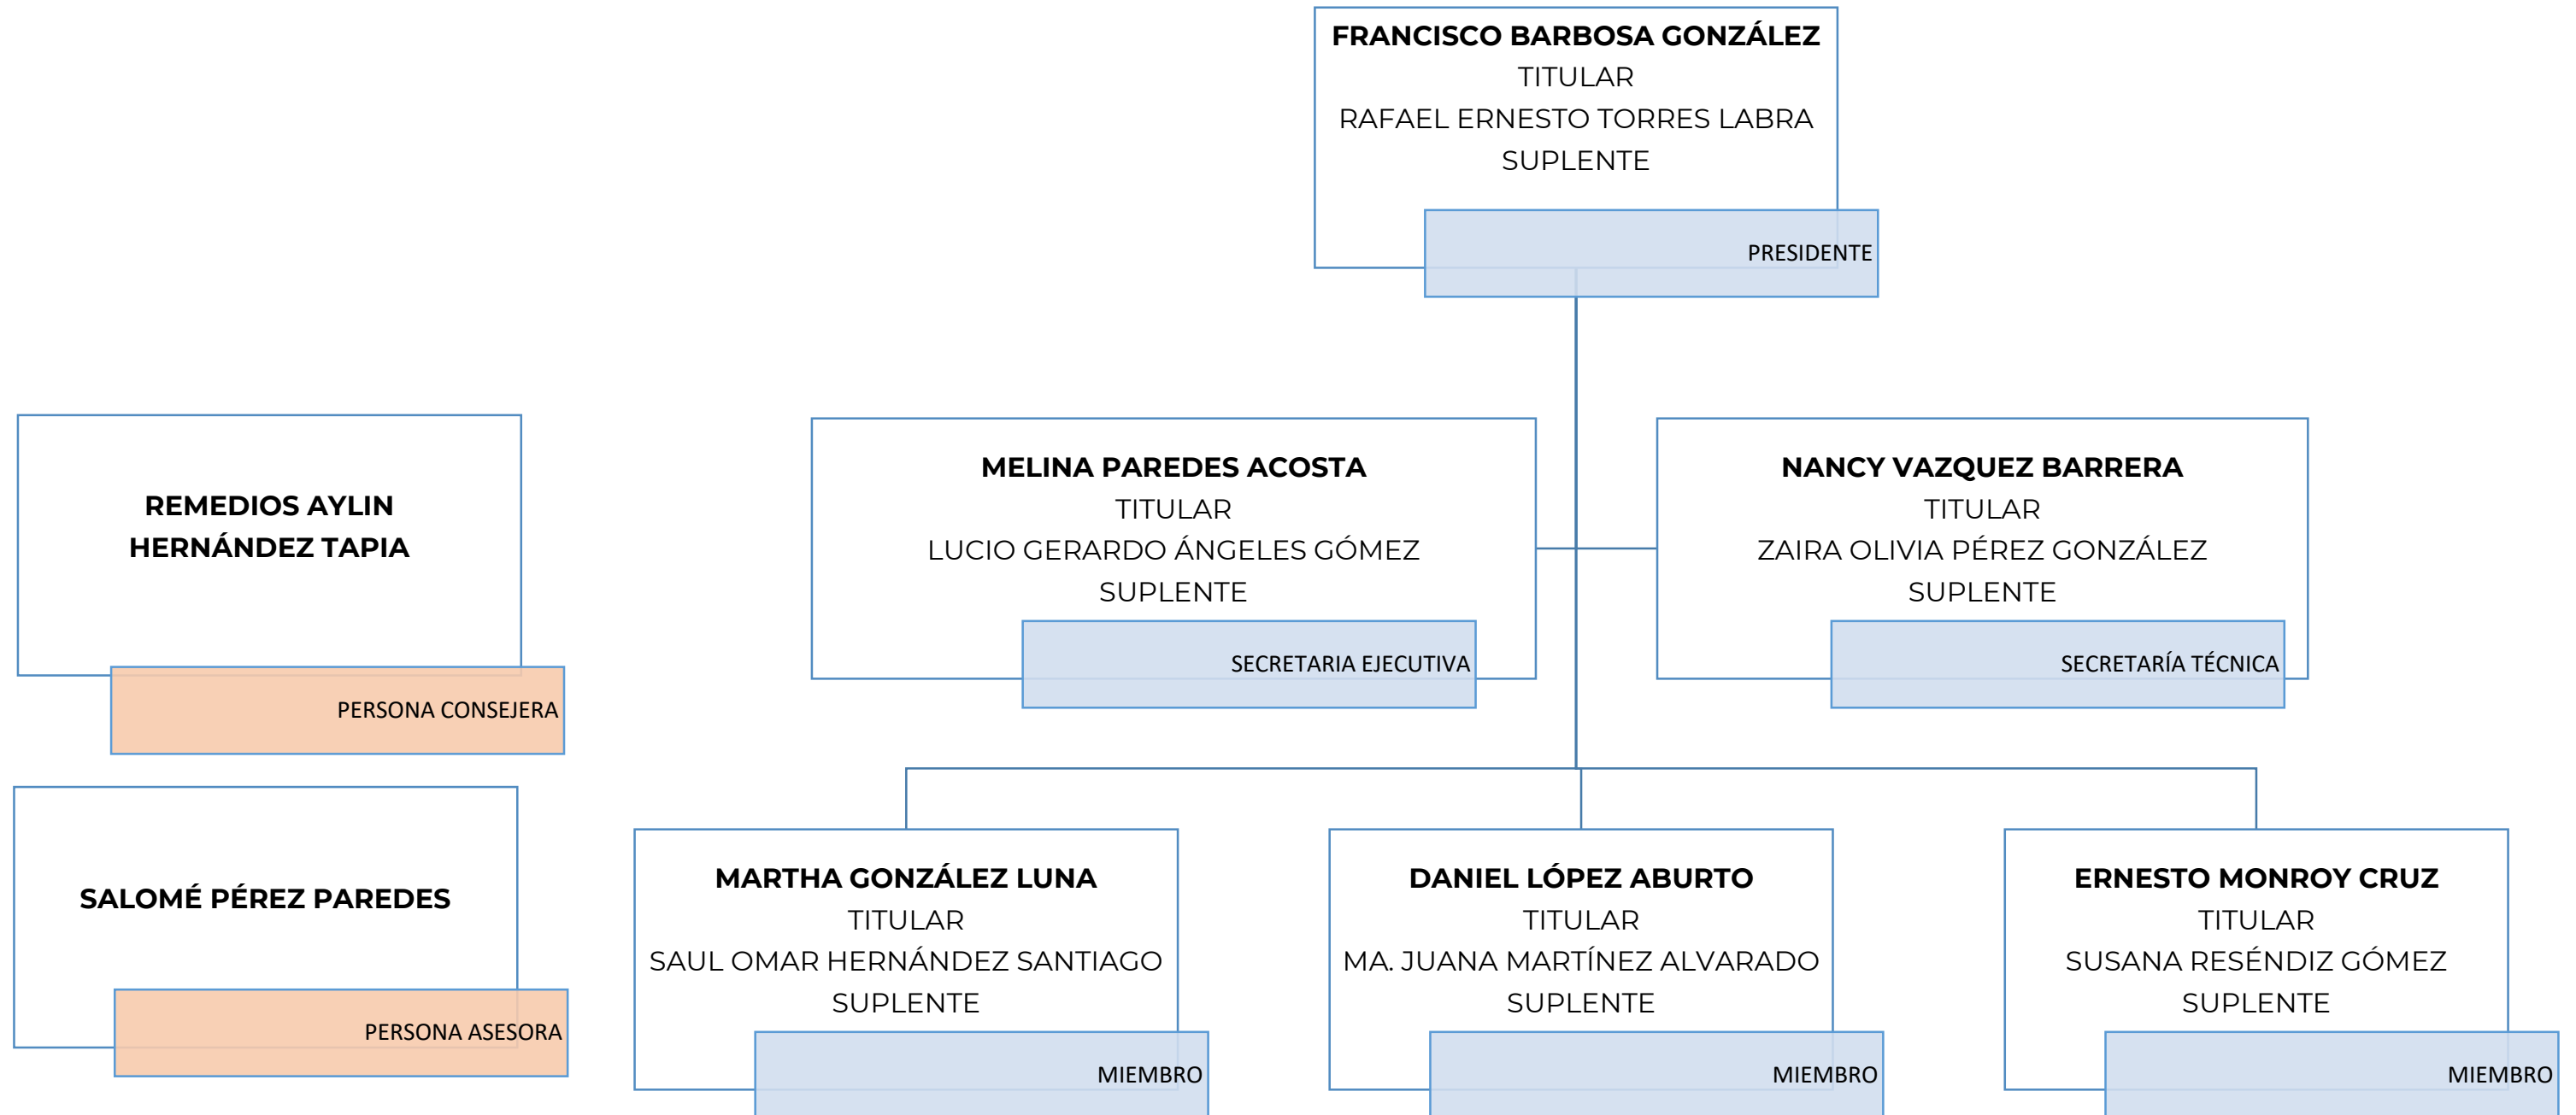 FRANCISCO BARBOSA GONZÁLEZ
TITULAR
RAFAEL ERNESTO TORRES LABRA
SUPLENTE
PRESIDENTE
REMEDIOS AYLIN
HERNÁNDEZ TAPIA
PERSONA CONSEJERA
MELINA PAREDES ACOSTA
TITULAR
LUCIO GERARDO ÁNGELES GÓMEZ
SUPLENTE
SECRETARIA EJECUTIVA
NANCY VAZQUEZ BARRERA
TITULAR
ZAIRA OLIVIA PÉREZ GONZÁLEZ
SUPLENTE
SECRETARÍA TÉCNICA
SALOMÉ PÉREZ PAREDES
PERSONA ASESORA
MARTHA GONZÁLEZ LUNA
TITULAR
SAUL OMAR HERNÁNDEZ SANTIAGO
SUPLENTE
MIEMBRO
DANIEL LÓPEZ ABURTO
TITULAR
MA. JUANA MARTÍNEZ ALVARADO
SUPLENTE
MIEMBRO
ERNESTO MONROY CRUZ
TITULAR
SUSANA RESÉNDIZ GÓMEZ
SUPLENTE
MIEMBRO